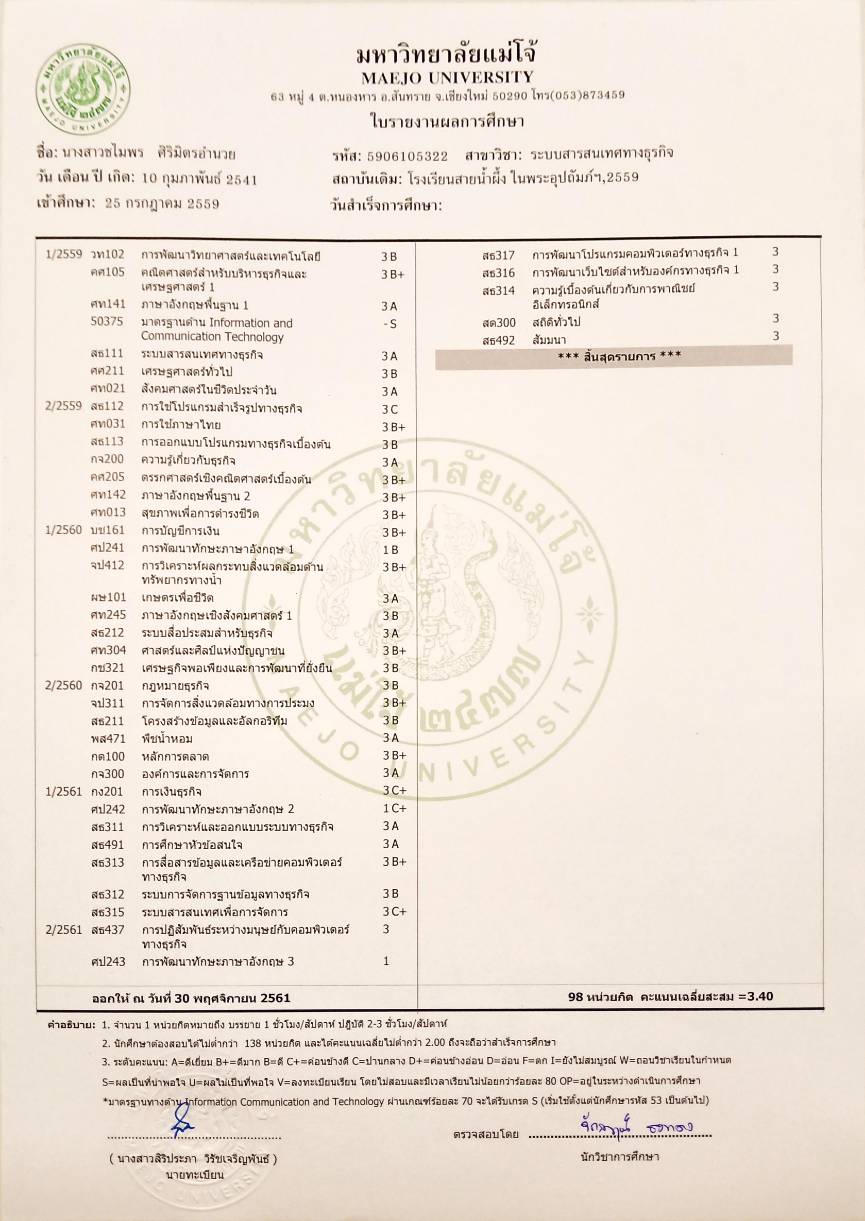 มหาวิทยาลัยแม่โจ้
MAEJO UNIVERSITY
63 หมู่ 4 ต.หนองหาร อ.สันทราย จ.เชียงใหม่ 50290 โทร(053)873459
ใบรายงานผลการศึกษา
ชื่อ: นางสาวชไมพร ศิริมิตรอำนวย
รหัส: 5906105322 สาขาวิชา: ระบบสารสนเทศทางธุรกิจ
วัน เดือน ปี เกิด: 10 กุมภาพันธ์ 2541
สถาบันเดิม: โรงเรียนสายน้ำผึ้ง ในพระอุปถัมภ์ฯ,2559
เข้าศึกษา: 25 กรกฎาคม 2559
วันสำเร็จการศึกษา:
1/2559 วท102 การพัฒนาวิทยาศาสตร์และเทคโนโลยี 3 B
คศ105 คณิตศาสตร์สำหรับบริหารธุรกิจและ 3 B+
เศรษฐศาสตร์ 1
ศท141 ภาษาอังกฤษพื้นฐาน 1 3 A
50375 มาตรฐานด้าน Information and - S
Communication Technology
สธ111 ระบบสารสนเทศทางธุรกิจ 3 A
ศศ211 เศรษฐศาสตร์ทั่วไป 3 B
ศท021 สังคมศาสตร์ในชีวิตประจำวัน 3 A
2/2559 สธ112 การใช้โปรแกรมสำเร็จรูปทางธุรกิจ 3 C
ศท031 การใช้ภาษาไทย 3 B+
สธ113 การออกแบบโปรแกรมทางธุรกิจเบื้องต้น 3 B
กจ200 ความรู้เกี่ยวกับธุรกิจ 3 A
คศ205 ตรรกศาสตร์เชิงคณิตศาสตร์เบื้องต้น 3 B+
ศท142 ภาษาอังกฤษพื้นฐาน 2 3 B+
ศท013 สุขภาพเพื่อการดำรงชีวิต 3 B+
1/2560 บช161 การบัญชีการเงิน 3 B+
ศป241 การพัฒนาทักษะภาษาอังกฤษ 1 1 B
จป412 การวิเคราะห์ผลกระทบสิ่งแวดล้อมด้าน 3 B+
ทรัพยากรทางน้ำ
ผษ101 เกษตรเพื่อชีวิต 3 A
ศท245 ภาษาอังกฤษเชิงสังคมศาสตร์ 1 3 B
สธ212 ระบบสื่อประสมสำหรับธุรกิจ 3 A
ศท304 ศาสตร์และศิลป์แห่งปัญญาชน 3 B+
กช321 เศรษฐกิจพอเพียงและการพัฒนาที่ยั่งยืน 3 B
2/2560 กจ201 กฎหมายธุรกิจ 3 B
จป311 การจัดการสิ่งแวดล้อมทางการประมง 3 B+
สธ211 โครงสร้างข้อมูลและอัลกอริทึม 3 B
พส471 พืชน้ำหอม 3 A
กต100 หลักการตลาด 3 B+
กจ300 องค์การและการจัดการ 3 A
1/2561 กง201 การเงินธุรกิจ 3 C+
ศป242 การพัฒนาทักษะภาษาอังกฤษ 2 1 C+
สธ311 การวิเคราะห์และออกแบบระบบทางธุรกิจ 3 A
สธ491 การศึกษาหัวข้อสนใจ 3 A
สธ313 การสื่อสารข้อมูลและเครือข่ายคอมพิวเตอร์ 3 B+
ทางธุรกิจ
สธ312 ระบบการจัดการฐานข้อมูลทางธุรกิจ 3 B
สธ315 ระบบสารสนเทศเพื่อการจัดการ 3 C+
2/2561 สธ437 การปฏิสัมพันธ์ระหว่างมนุษย์กับคอมพิวเตอร์ 3
ทางธุรกิจ
ศป243 การพัฒนาทักษะภาษาอังกฤษ 3 1
สธ317 การพัฒนาโปรแกรมคอมพิวเตอร์ทางธุรกิจ 1 3
สธ316 การพัฒนาเว็บไซต์สำหรับองค์กรทางธุรกิจ 1 3
สธ314 ความรู้เบื้องต้นเกี่ยวกับการพาณิชย์ 3
อิเล็กทรอนิกส์
สต300 สถิติทั่วไป 3
สธ492 สัมมนา 3
*** สิ้นสุดรายการ ***
ออกให้ ณ วันที่ 30 พฤศจิกายน 2561
98 หน่วยกิต คะแนนเฉลี่ยสะสม =3.40
คำอธิบาย: 1. จำนวน 1 หน่วยกิตหมายถึง บรรยาย 1 ชั่วโมง/สัปดาห์ ปฏิบัติ 2-3 ชั่วโมง/สัปดาห์
2. นักศึกษาต้องสอบได้ไม่ต่ำกว่า 138 หน่วยกิต และได้คะแนนเฉลี่ยไม่ต่ำกว่า 2.00 ถึงจะถือว่าสำเร็จการศึกษา
3. ระดับคะแนน: A=ดีเยี่ยม B+=ดีมาก B=ดี C+=ค่อนข้างดี C=ปานกลาง D+=ค่อนข้างอ่อน D=อ่อน F=ตก I=ยังไม่สมบูรณ์ W=ถอนวิชาเรียนในกำหนด
S=ผลเป็นที่น่าพอใจ U=ผลไม่เป็นที่พอใจ V=ลงทะเบียนเรียน โดยไม่สอบและมีเวลาเรียนไม่น้อยกว่าร้อยละ 80 OP=อยู่ในระหว่างดำเนินการศึกษา
*มาตรฐานทางด้าน Information Communication and Technology ผ่านเกณฑ์ร้อยละ 70 จะได้รับเกรด S (เริ่มใช้ตั้งแต่นักศึกษารหัส 53 เป็นต้นไป)
ตรวจสอบโดย
( นางสาวสิริประภา วิรัชเจริญพันธ์ )
นักวิชาการศึกษา
นายทะเบียน
มหาวิทยาลัยแม่โจ้
แม่โจ้ ๒๔๗๗
MAEJO UNIVERSITY